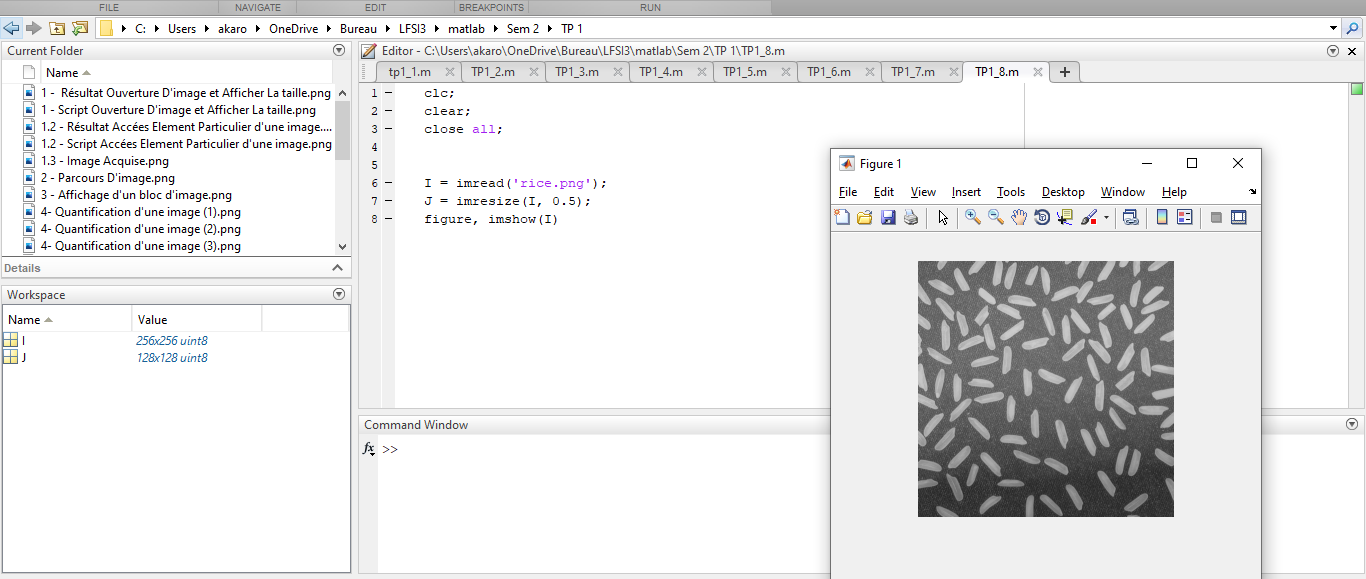 FILE NAVIGATE EDIT BREAKPOINTS RUN
C: Users akaro OneDrive Bureau LFSI3 matlab Sem 2 TP 1
Current Folder
Name
1 -  Résultat Ouverture D'image et Afficher La taille.png
1 - Script Ouverture D'image et Afficher La taille.png
1.2 - Résultat Accées Element Particulier d'une image....
1.2 - Script Accées Element Particulier d'une image.png
1.3 - Image Acquise.png
2 - Parcours D'image.png
3 - Affichage d'un bloc d'image.png
4- Quantification d'une image (1).png
4- Quantification d'une image (2).png
4- Quantification d'une image (3).png
Details
Workspace
Name Value
I 256x256 uint8
J 128x128 uint8
Editor - C:\Users\akaro\OneDrive\Bureau\LFSI3\matlab\Sem 2\TP 1\TP1_8.m
tp1_1.m TP1_2.m TP1_3.m TP1_4.m TP1_5.m TP1_6.m TP1_7.m TP1_8.m
1 - clc;
2 - clear;
3 - close all;
4
5
6 - I = imread('rice.png');
7 - J = imresize(I, 0.5);
8 - figure, imshow(I)
Command Window
fx >>
Figure 1
File Edit View Insert Tools Desktop Window Help